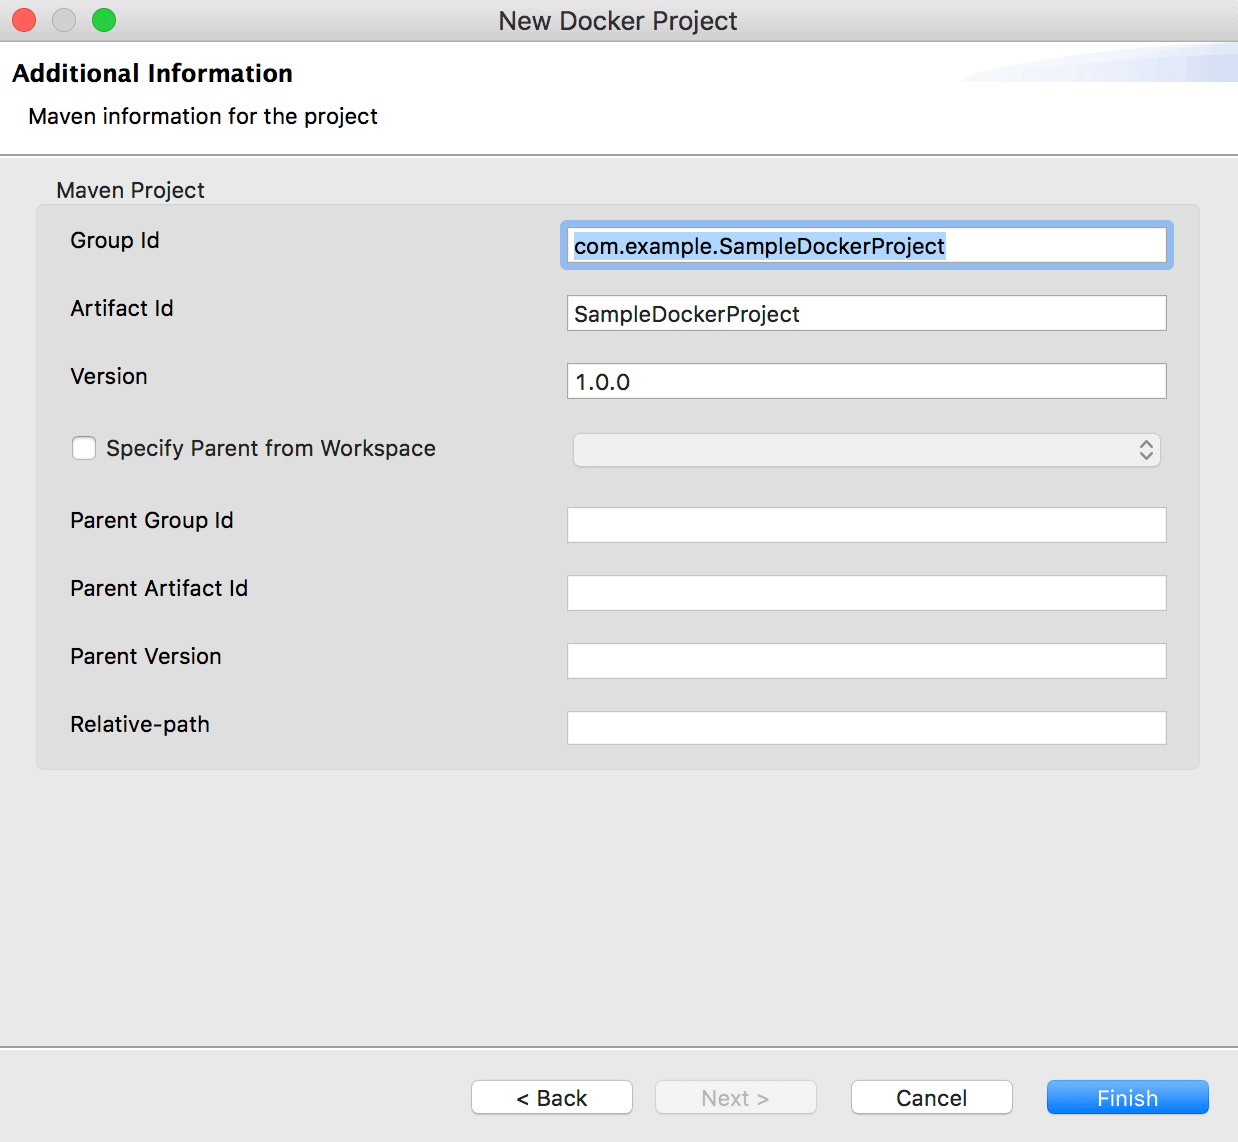 New Docker Project
Additional Information
Maven information for the project
Maven Project
Group Id com.example.SampleDockerProject
Artifact Id SampleDockerProject
Version 1.0.0
Specify Parent from Workspace
Parent Group Id
Parent Artifact Id
Parent Version
Relative-path
< Back Next > Cancel Finish